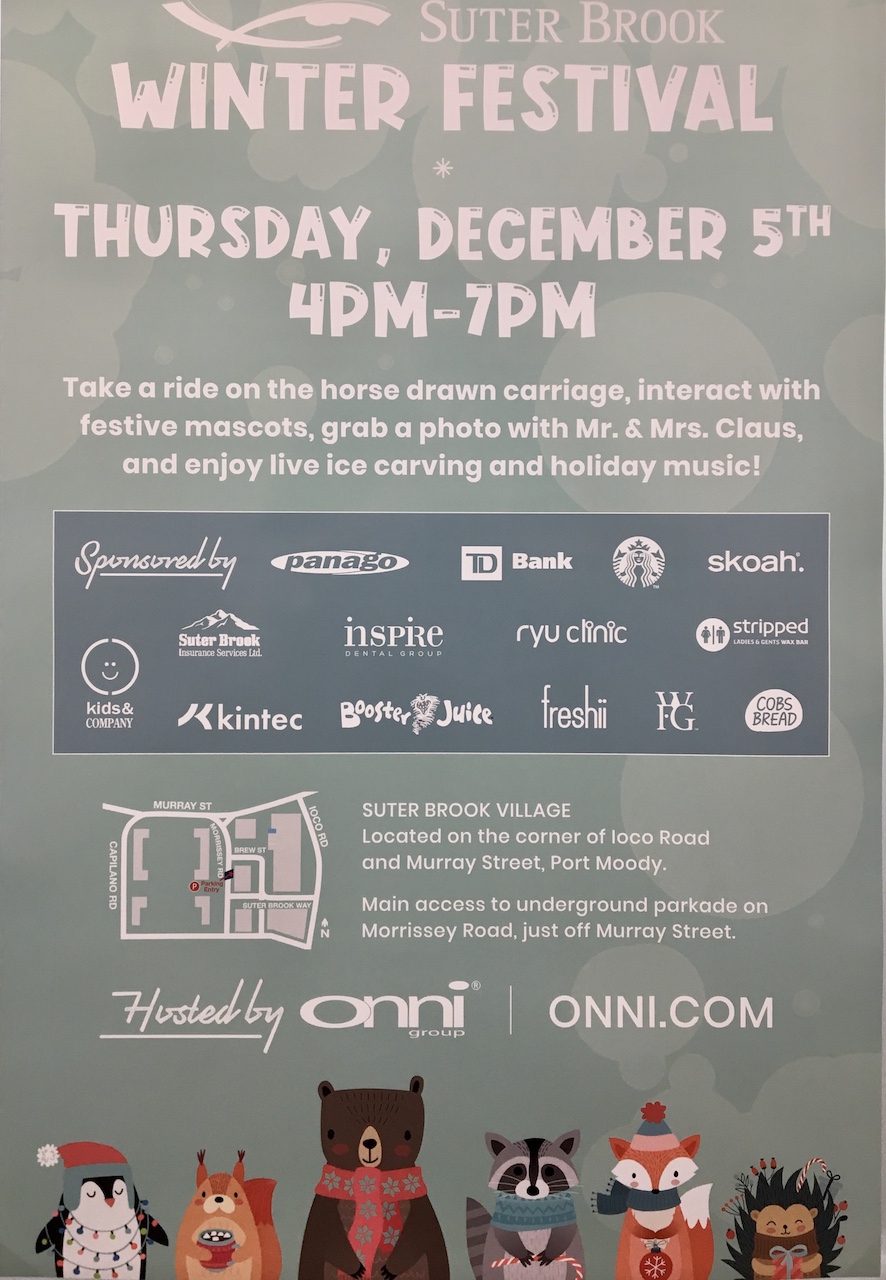 SUTER BROOK
WINTER FESTIVAL
THURSDAY, DECEMBER 5TH
4PM-7PM
Take a ride on the horse drawn carriage, interact with
festive mascots, grab a photo with Mr. & Mrs. Claus,
and enjoy live ice carving and holiday music!
Sponsored by
panago
TD Bank
skoah.
Suter Brook
Insurance Services Ltd.
inspire
DENTAL GROUP
ryu clinic
stripped
LADIES & GENTS WAX BAR
kids&
COMPANY
kintec
Booster Juice
freshii
WFG
COBS
BREAD
MURRAY ST
IOCO RD
MORRISSEY RD
CAPILANO RD
BREW ST
P Parking
Entry
SUTER BROOK WAY
N
SUTER BROOK VILLAGE
Located on the corner of Ioco Road
and Murray Street, Port Moody.
Main access to underground parkade on
Morrissey Road, just off Murray Street.
Hosted by onni® group | ONNI.COM